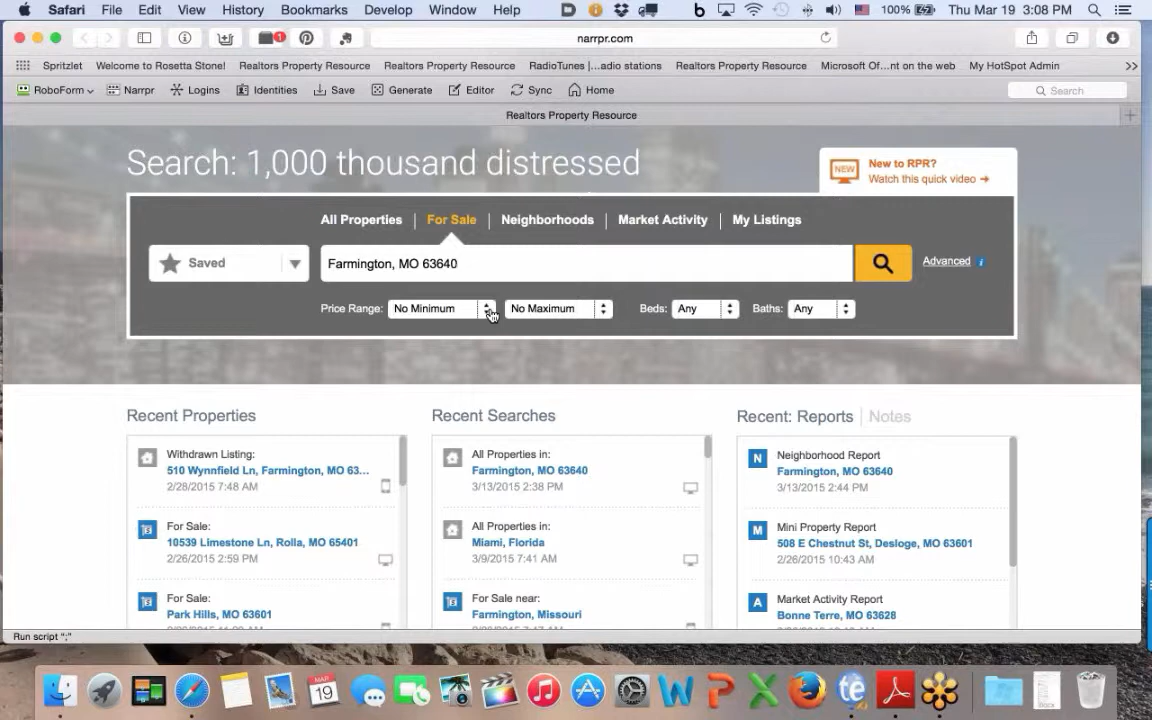 Safari File Edit View History Bookmarks Develop Window Help 100% Thu Mar 19 3:08 PM
narrpr.com
Spritzlet Welcome to Rosetta Stone! Realtors Property Resource Realtors Property Resource RadioTunes |...adio stations Realtors Property Resource Microsoft Of...nt on the web My HotSpot Admin
RoboForm Narrpr Logins Identities Save Generate Editor Sync Home Search
Realtors Property Resource
Search: 1,000 thousand distressed
NEW
New to RPR?
Watch this quick video
All Properties | For Sale | Neighborhoods | Market Activity | My Listings
Saved
Farmington, MO 63640
Advanced i
Price Range: No Minimum No Maximum Beds: Any Baths: Any
Recent Properties
Withdrawn Listing:
510 Wynnfield Ln, Farmington, MO 63...
2/28/2015 7:48 AM
For Sale:
10539 Limestone Ln, Rolla, MO 65401
2/26/2015 2:59 PM
For Sale:
Park Hills, MO 63601
Recent Searches
All Properties in:
Farmington, MO 63640
3/13/2015 2:38 PM
All Properties in:
Miami, Florida
3/9/2015 7:41 AM
For Sale near:
Farmington, Missouri
Recent: Reports | Notes
N
Neighborhood Report
Farmington, MO 63640
3/13/2015 2:44 PM
M
Mini Property Report
508 E Chestnut St, Desloge, MO 63601
2/26/2015 10:43 AM
A
Market Activity Report
Bonne Terre, MO 63628
Run script ";"
MAR
19